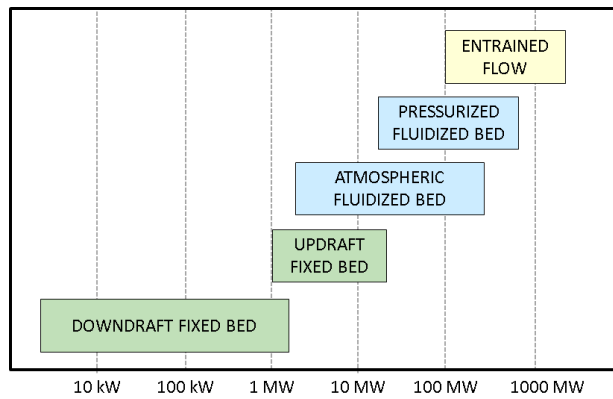 ENTRAINED
FLOW
PRESSURIZED
FLUIDIZED BED
ATMOSPHERIC
FLUIDIZED BED
UPDRAFT
FIXED BED
DOWNDRAFT FIXED BED
10 kW 100 kW 1 MW 10 MW 100 MW 1000 MW